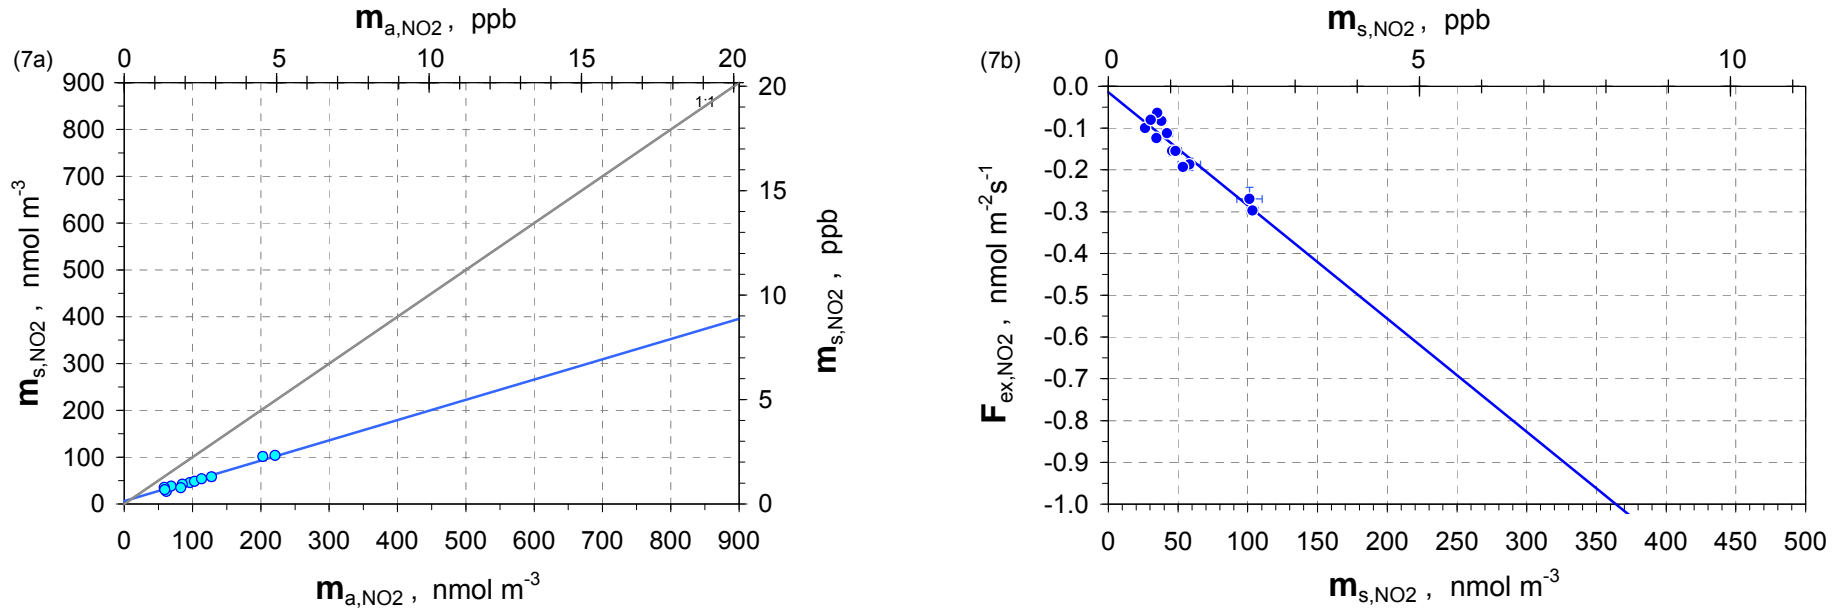 m a,NO2 , ppb
(7a)
0 5 10 15 20
900
800
700
600
500
400
300
200
100
0
m s,NO2 , nmol m-3
1:1
20
15
10
5
0
m s,NO2 , ppb
0 100 200 300 400 500 600 700 800 900
m a,NO2 , nmol m-3
m s,NO2 , ppb
(7b)
0 5 10
0.0
-0.1
-0.2
-0.3
-0.4
-0.5
-0.6
-0.7
-0.8
-0.9
-1.0
F ex,NO2 , nmol m-2s-1
0 50 100 150 200 250 300 350 400 450 500
m s,NO2 , nmol m-3